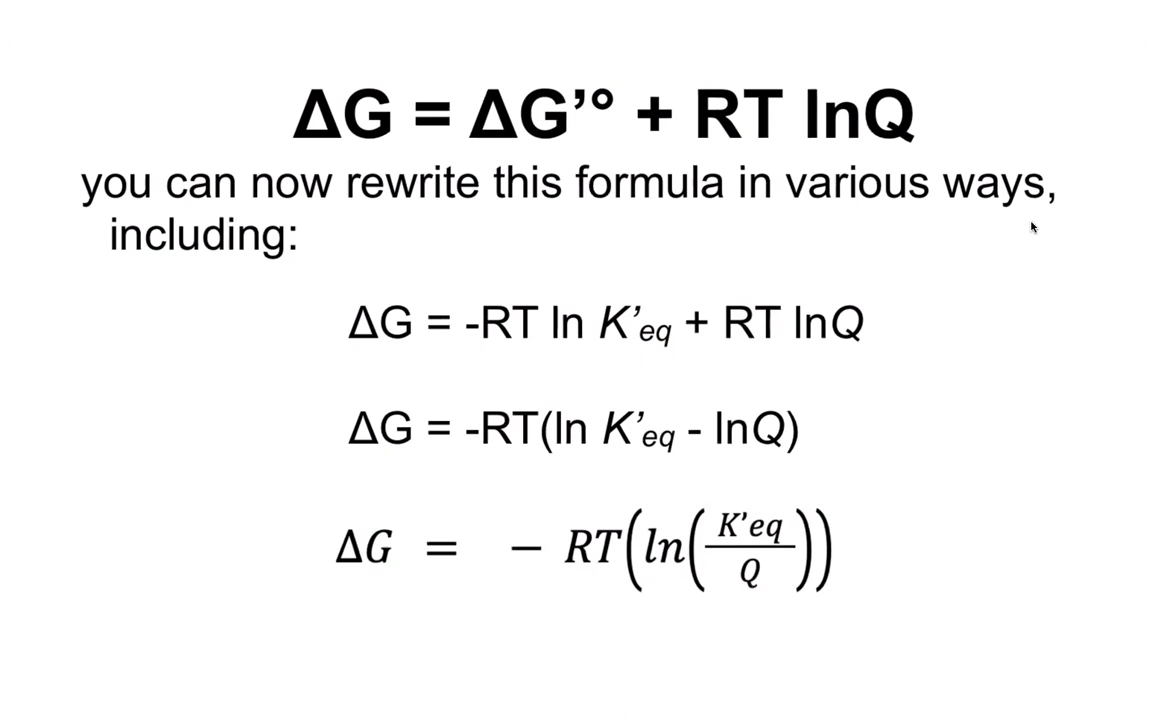 ΔG = ΔG’° + RT lnQ
you can now rewrite this formula in various ways,
including:
ΔG = -RT ln K’eq + RT lnQ
ΔG = -RT(ln K’eq - lnQ)
ΔG = − RT(ln(K’eq/Q))